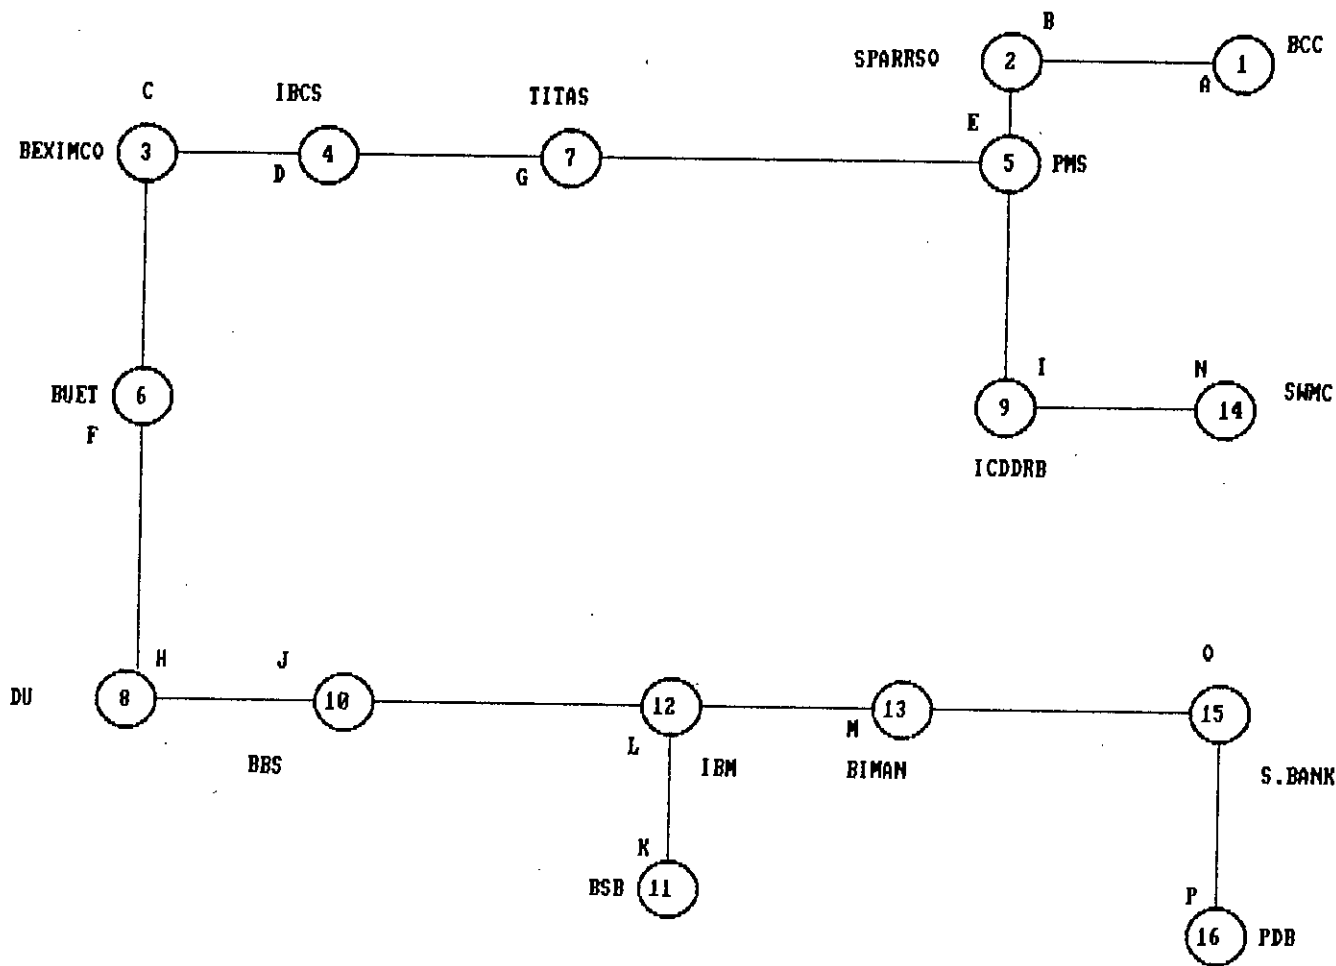 B
SPARRSO 2 1 BCC
A
C IBCS TITAS
E
BEXIMCO 3 4 7 5 PMS
D G
I N
BUET 6 9 14 SWMC
F
ICDDRB
H J O
DU 8 10 12 13 15
L M
BBS IBM BIMAN S.BANK
K
BSB 11
P
16 PDB